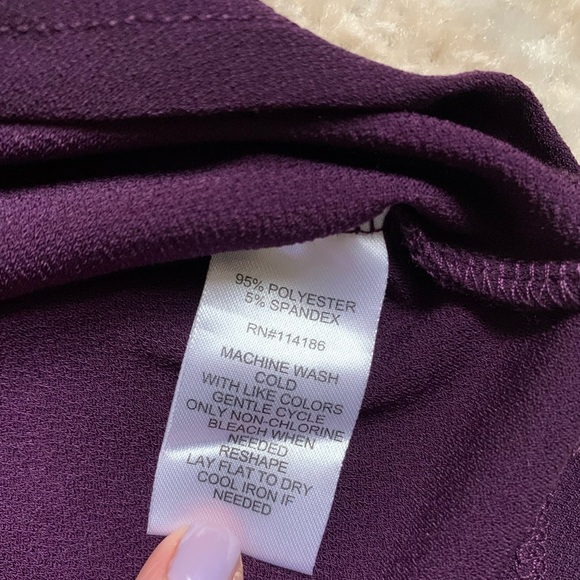 95% POLYESTER
5% SPANDEX
RN#114186
MACHINE WASH
COLD
WITH LIKE COLORS
GENTLE CYCLE
ONLY NON-CHLORINE
BLEACH WHEN
NEEDED
RESHAPE
LAY FLAT TO DRY
COOL IRON IF
NEEDED